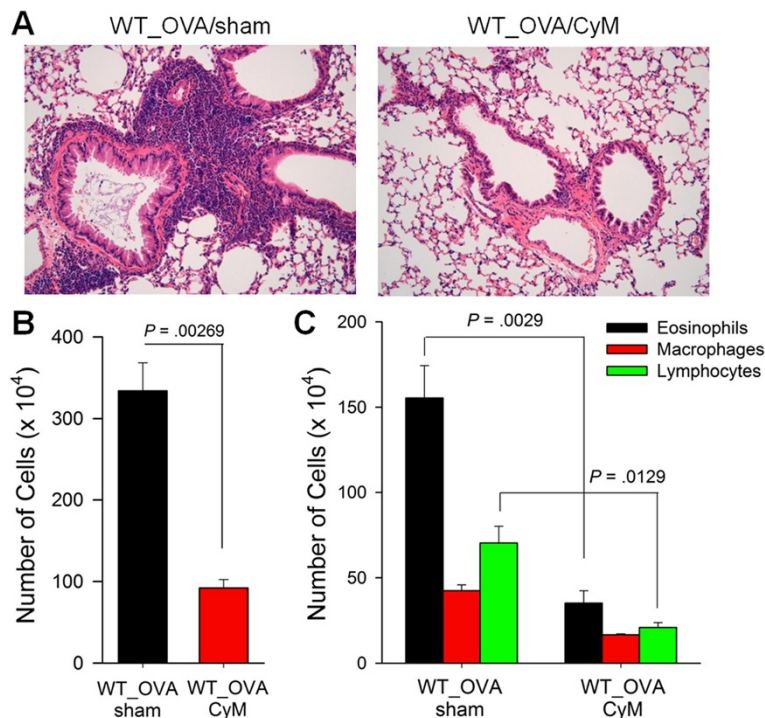 A
WT_OVA/sham
WT_OVA/CyM
B
P = .00269
Number of Cells (x 10⁴)
400
300
200
100
0
WT_OVA
sham
WT_OVA
CyM
C
P = .0029
Eosinophils
Macrophages
Lymphocytes
P = .0129
Number of Cells (x 10⁴)
200
150
100
50
0
WT_OVA
sham
WT_OVA
CyM